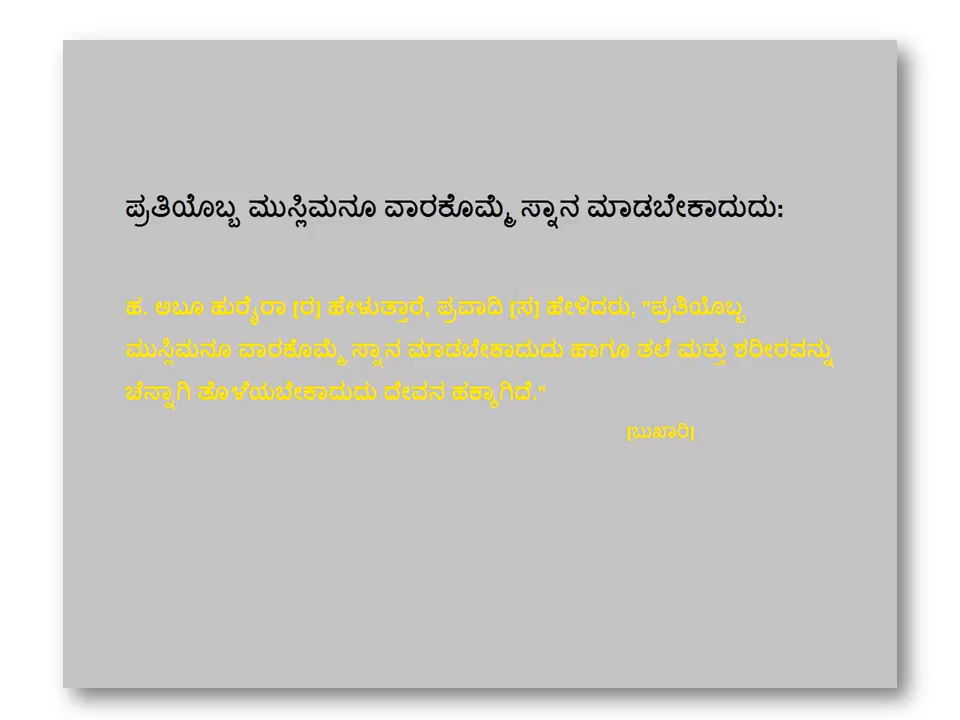 ಪ್ರತಿಯೊಬ್ಬ ಮುಸ್ಲಿಮನೂ ವಾರಕೊಮ್ಮೆ ಸ್ನಾನ ಮಾಡಬೇಕಾದುದು:
ಹ. ಅಬೂ ಹುರೈರಾ [ರ] ಹೇಳುತ್ತಾರೆ, ಪ್ರವಾದಿ [ಸ] ಹೇಳಿದರು, "ಪ್ರತಿಯೊಬ್ಬ
ಮುಸ್ಲಿಮನೂ ವಾರಕೊಮ್ಮೆ ಸ್ನಾನ ಮಾಡಬೇಕಾದುದು ಹಾಗೂ ತಲೆ ಮತ್ತು ಶರೀರವನ್ನು
ಚೆನ್ನಾಗಿ ತೊಳೆಯಬೇಕಾದುದು ದೇವನ ಹಕ್ಕಾಗಿದೆ."
[ಬುಖಾರಿ]